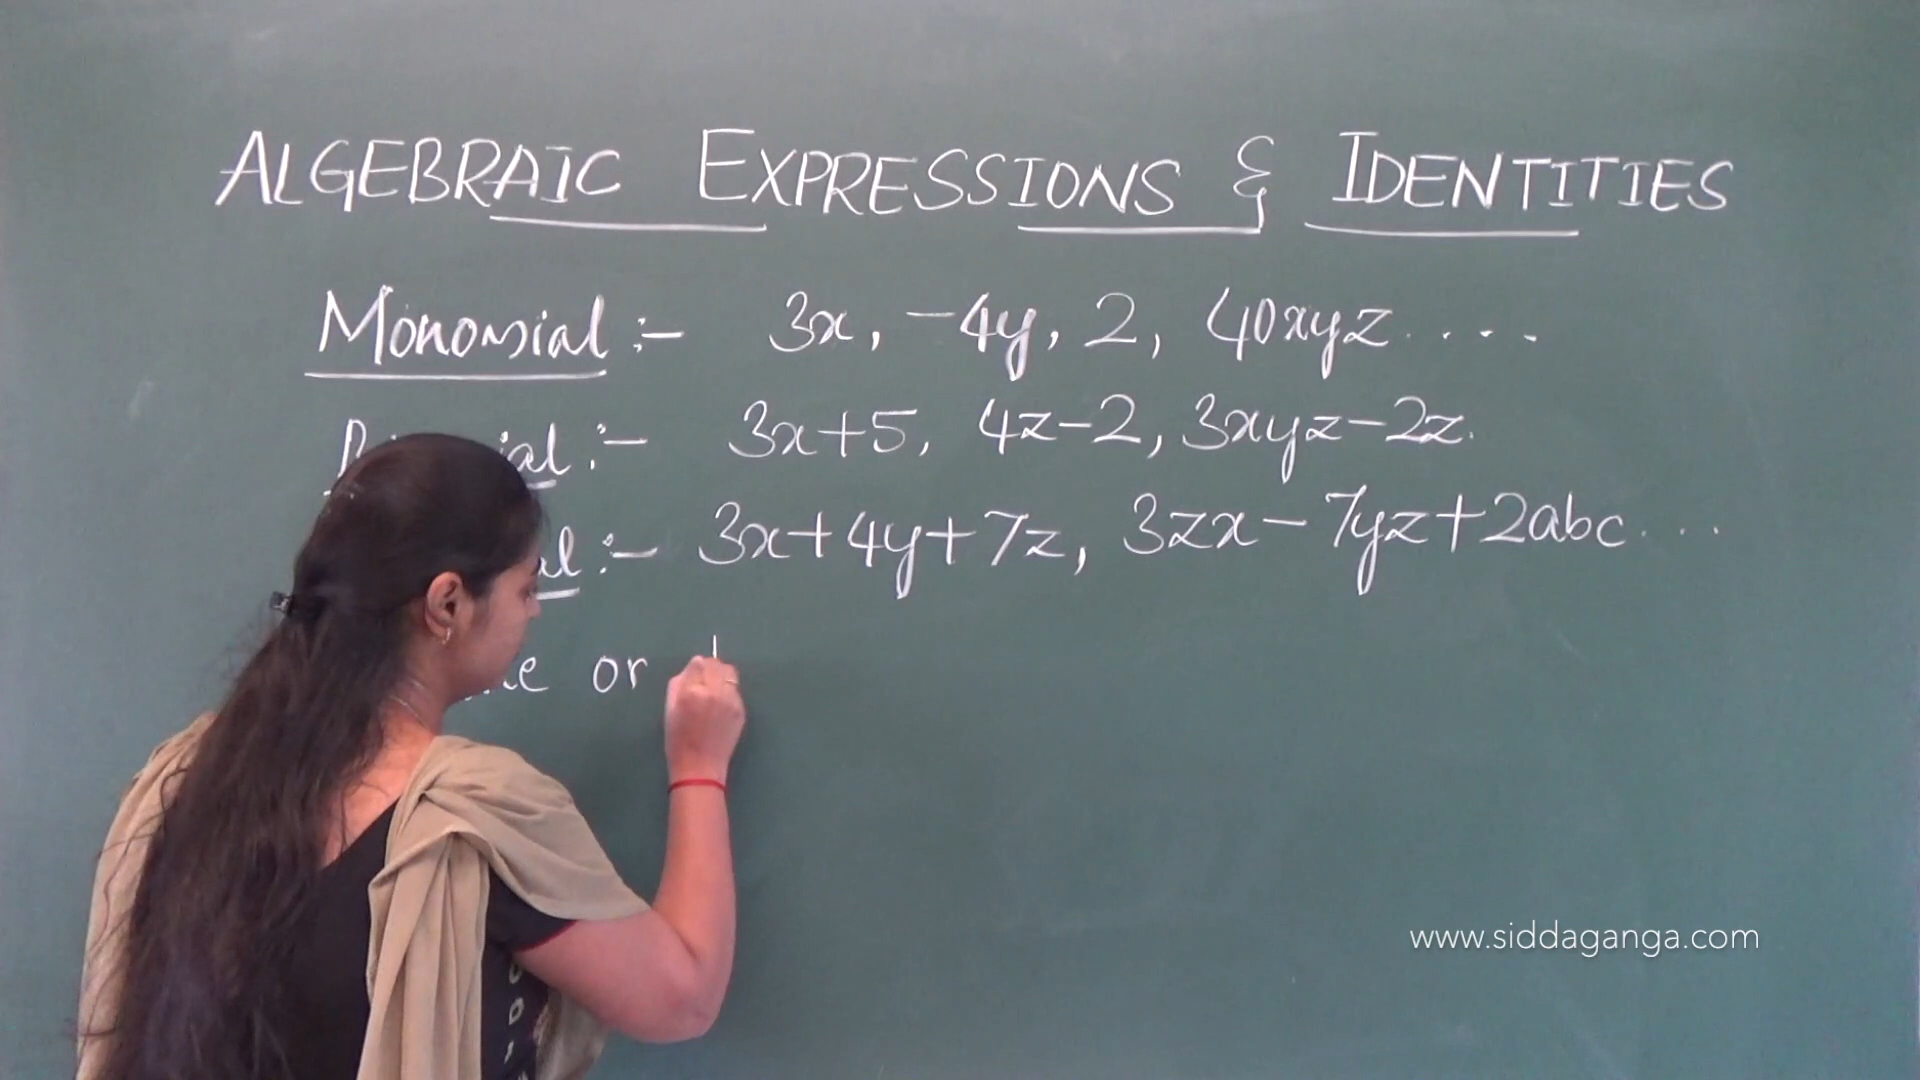 ALGEBRAIC EXPRESSIONS & IDENTITIES
Monomial :- 3x, -4y, 2, 40xyz ....
:- 3x+5, 4z-2, 3xyz-2z.
:- 3x+4y+7z, 3zx-7yz+2abc...
or
www.siddaganga.com